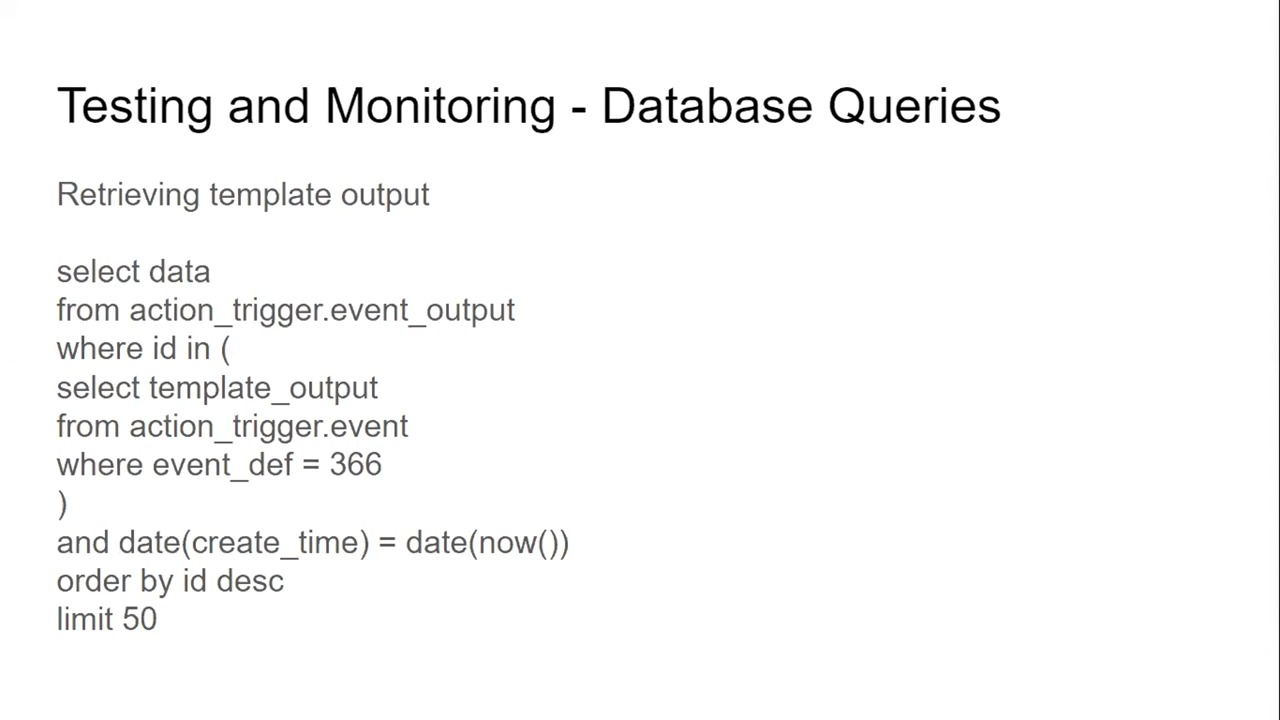 Testing and Monitoring - Database Queries
Retrieving template output
select data
from action_trigger.event_output
where id in (
select template_output
from action_trigger.event
where event_def = 366
)
and date(create_time) = date(now())
order by id desc
limit 50